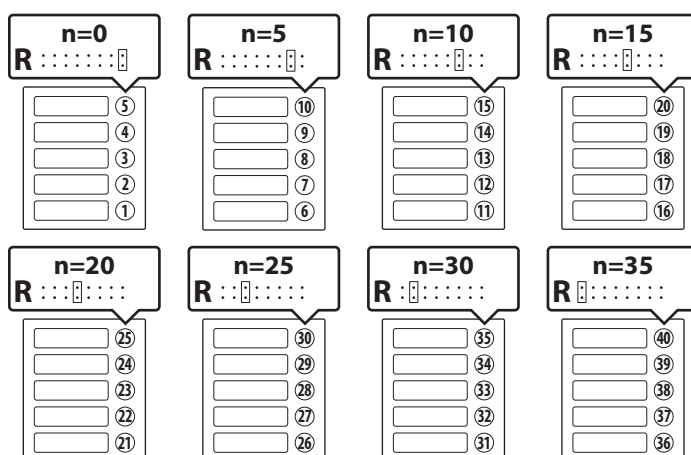 n=0 n=5 n=10 n=15
R R R R
5 10 15 20
4 9 14 19
3 8 13 18
2 7 12 17
1 6 11 16
n=20 n=25 n=30 n=35
R R R R
25 30 35 40
24 29 34 39
23 28 33 38
22 27 32 37
21 26 31 36